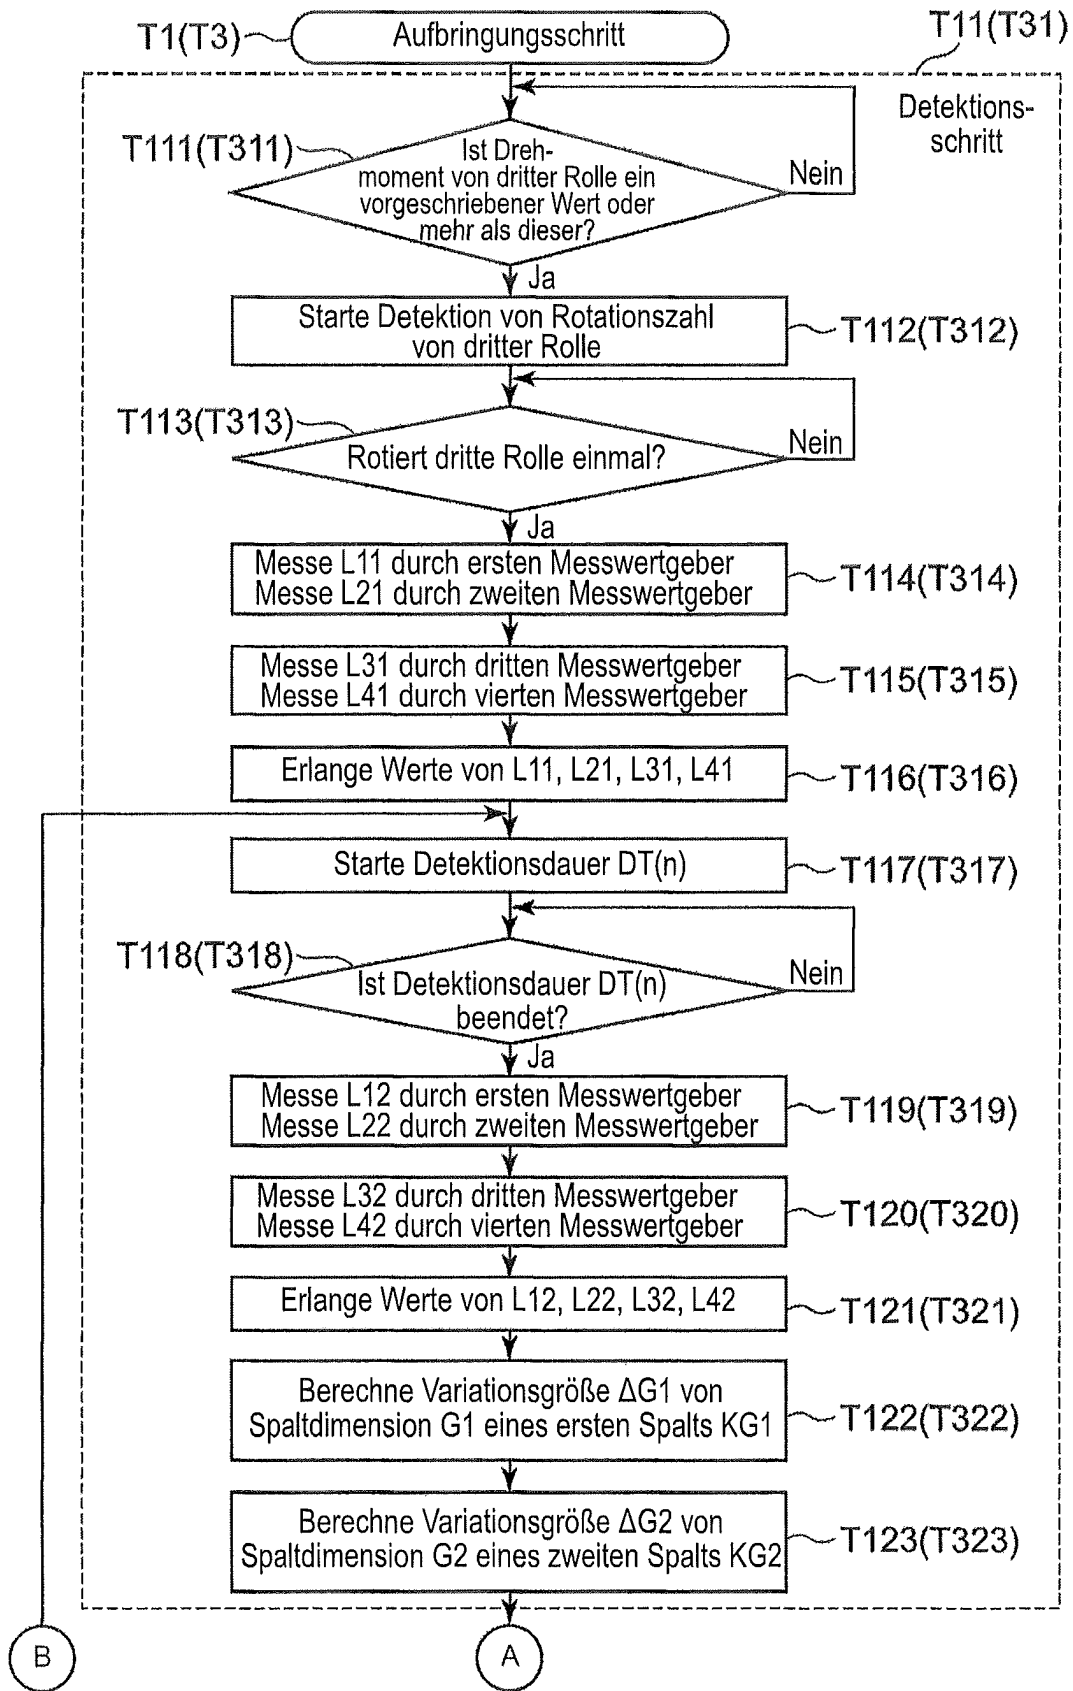 T1(T3)
Aufbringungsschritt
T11(T31)
Detektions-
schritt
T111(T311)
Ist Dreh-
moment von dritter Rolle ein
vorgeschriebener Wert oder
mehr als dieser?
Nein
Ja
Starte Detektion von Rotationszahl
von dritter Rolle
T112(T312)
T113(T313)
Rotiert dritte Rolle einmal?
Nein
Ja
Messe L11 durch ersten Messwertgeber
Messe L21 durch zweiten Messwertgeber
T114(T314)
Messe L31 durch dritten Messwertgeber
Messe L41 durch vierten Messwertgeber
T115(T315)
Erlange Werte von L11, L21, L31, L41
T116(T316)
Starte Detektionsdauer DT(n)
T117(T317)
T118(T318)
Ist Detektionsdauer DT(n)
beendet?
Nein
Ja
Messe L12 durch ersten Messwertgeber
Messe L22 durch zweiten Messwertgeber
T119(T319)
Messe L32 durch dritten Messwertgeber
Messe L42 durch vierten Messwertgeber
T120(T320)
Erlange Werte von L12, L22, L32, L42
T121(T321)
Berechne Variationsgröße ΔG1 von
Spaltdimension G1 eines ersten Spalts KG1
T122(T322)
Berechne Variationsgröße ΔG2 von
Spaltdimension G2 eines zweiten Spalts KG2
T123(T323)
B
A